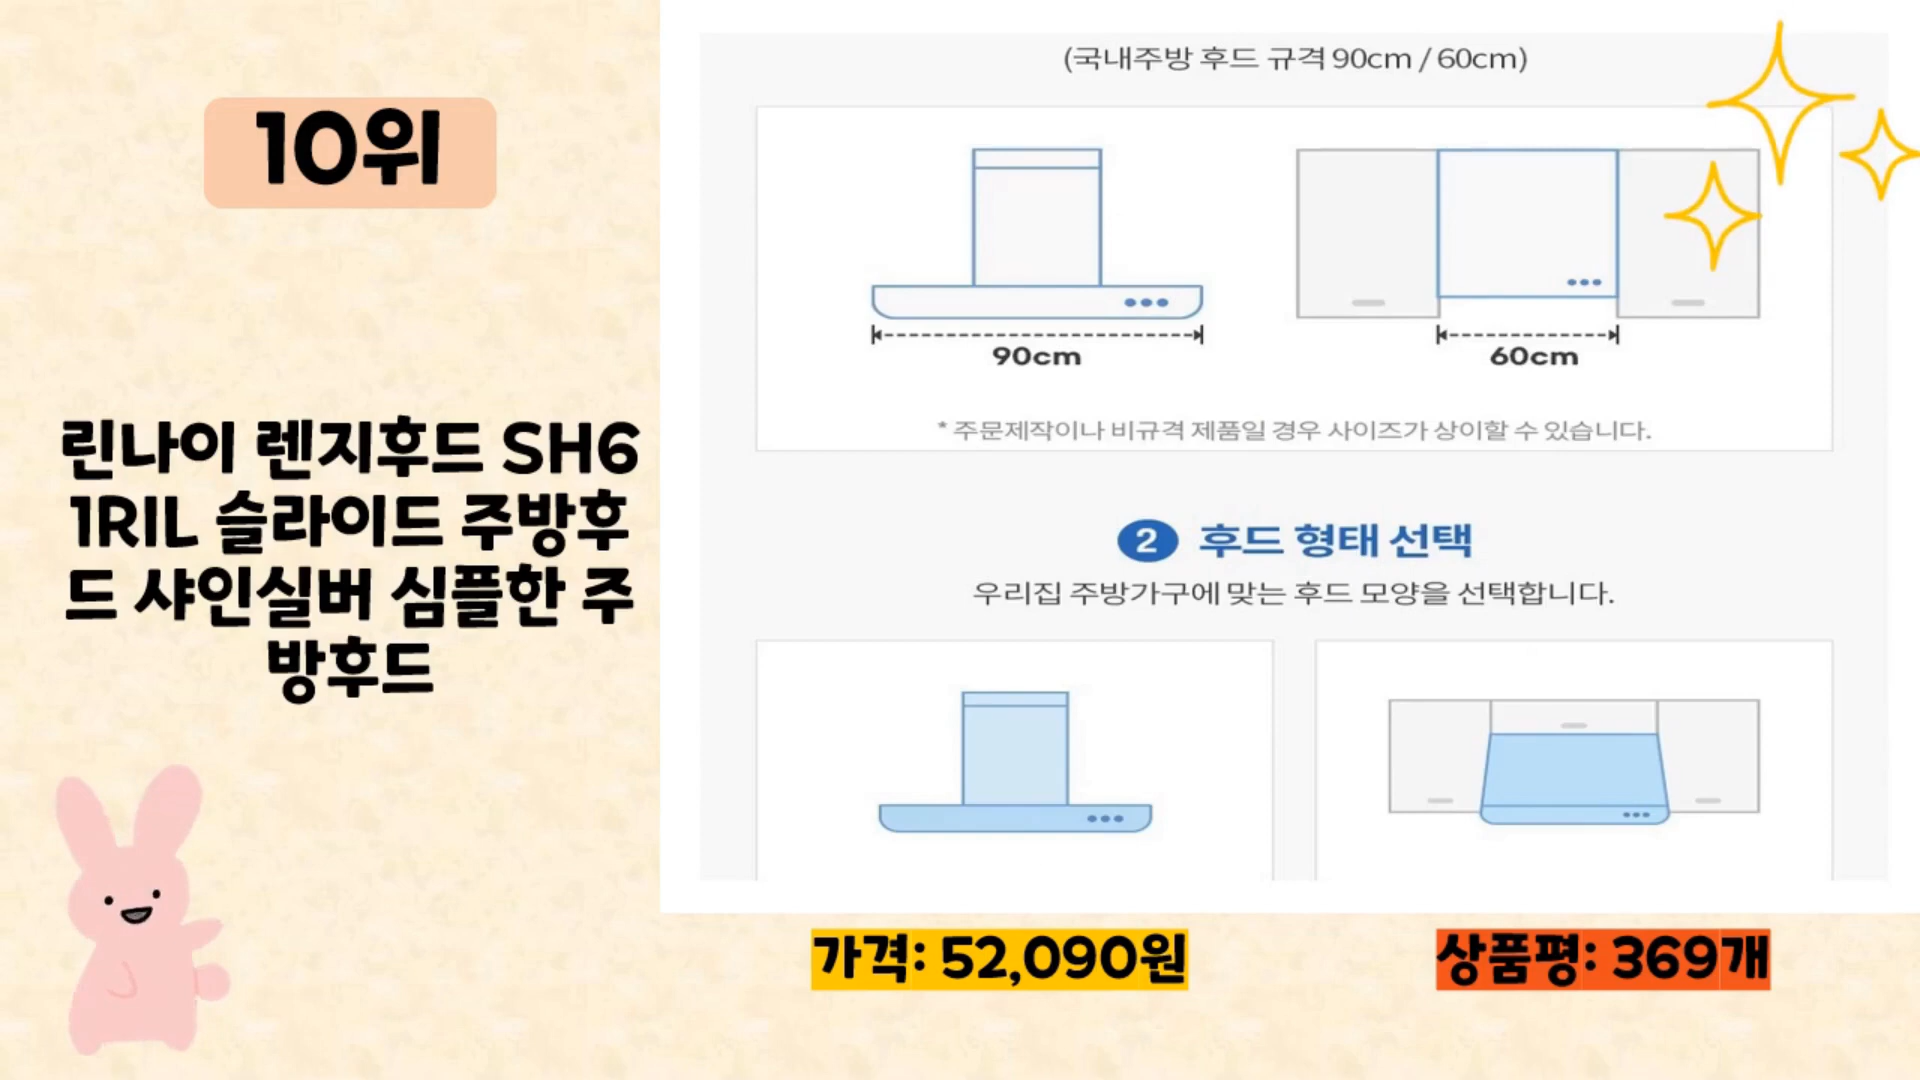 10위
린나이 렌지후드 SH6
1RIL 슬라이드 주방후
드 샤인실버 심플한 주
방후드
(국내주방 후드 규격 90cm / 60cm)
90cm
60cm
* 주문제작이나 비규격 제품일 경우 사이즈가 상이할 수 있습니다.
2 후드 형태 선택
우리집 주방가구에 맞는 후드 모양을 선택합니다.
가격: 52,090원
상품평: 369개